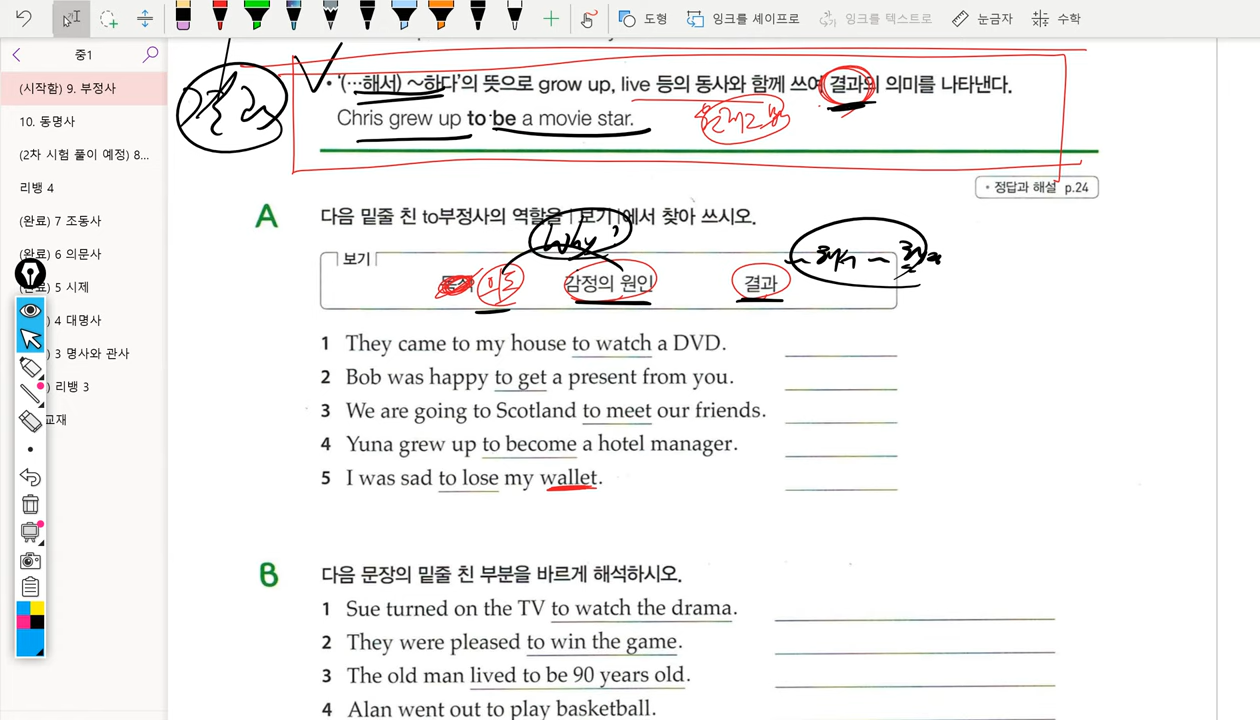 도형
잉크를 셰이프로
잉크를 텍스트로
눈금자
수학
중1
(시작함) 9. 부정사
10. 동명사
(2차 시험 풀이 예정) 8...
리뱅 4
(완료) 7 조동사
(완료) 6 의문사
5 시제
) 4 대명사
) 3 명사와 관사
) 리뱅 3
교재
결과
• '(…해서) ~하다'의 뜻으로 grow up, live 등의 동사와 함께 쓰여 결과의 의미를 나타낸다.
Chris grew up to be a movie star.
• 정답과 해설 p.24
A 다음 밑줄 친 to부정사의 역할을 |보기|에서 찾아 쓰시오.
Why?
보기
의도 감정의 원인 결과
1 They came to my house to watch a DVD.
2 Bob was happy to get a present from you.
3 We are going to Scotland to meet our friends.
4 Yuna grew up to become a hotel manager.
5 I was sad to lose my wallet.
B 다음 문장의 밑줄 친 부분을 바르게 해석하시오.
1 Sue turned on the TV to watch the drama.
2 They were pleased to win the game.
3 The old man lived to be 90 years old.
4 Alan went out to play basketball.